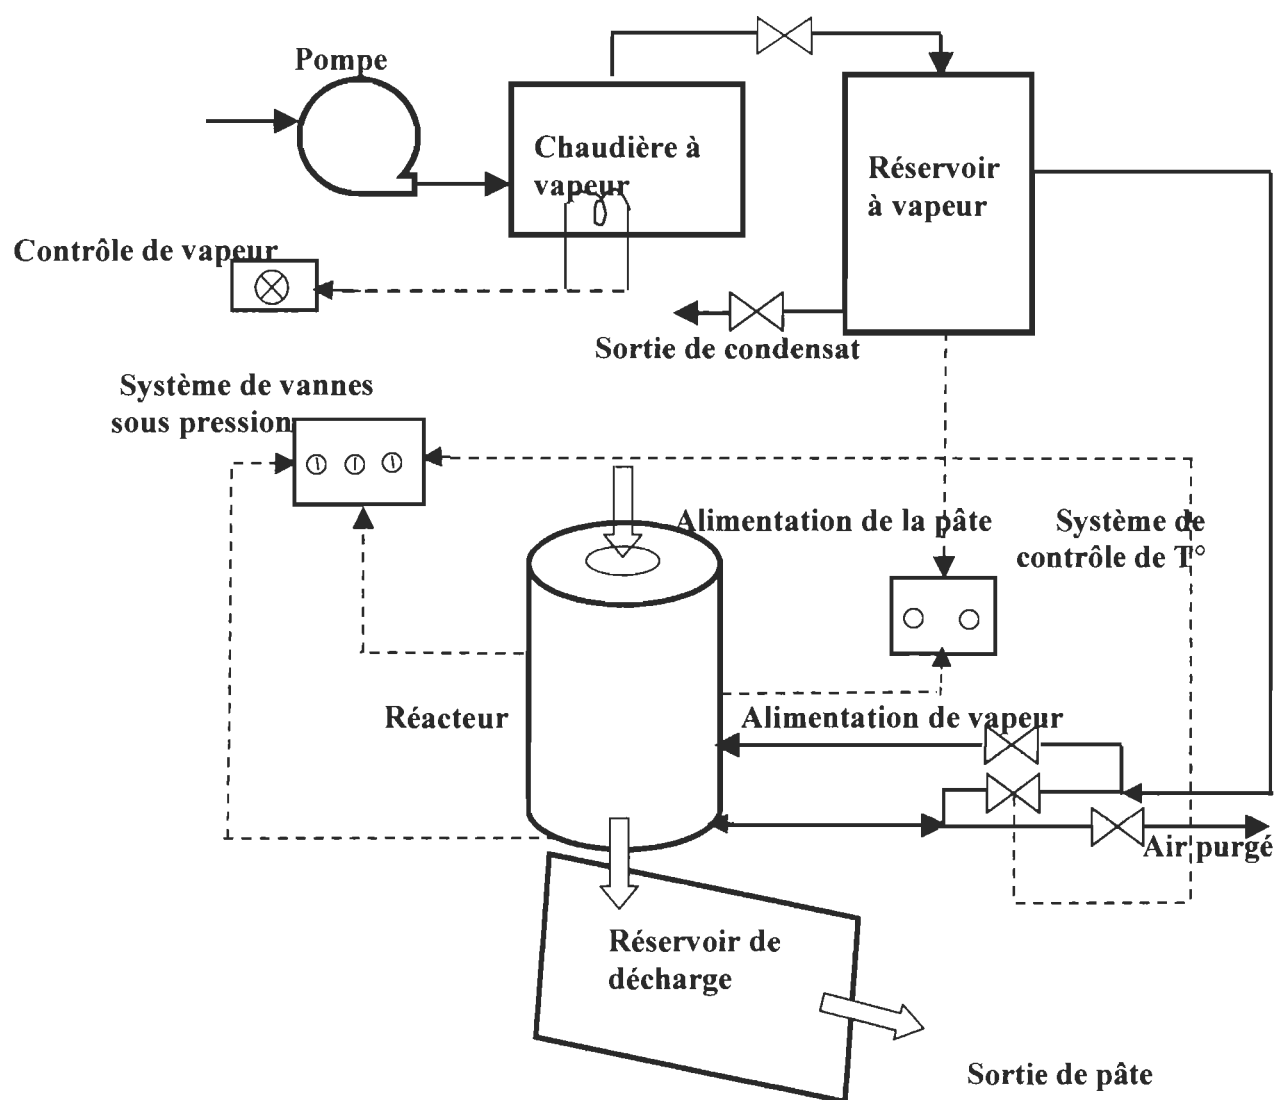 Pompe
Chaudière à
vapeur
Réservoir
à vapeur
Contrôle de vapeur
Sortie de condensat
Système de vannes
sous pression
Alimentation de la pâte
Système de
contrôle de T°
Réacteur
Alimentation de vapeur
Air purgé
Réservoir de
décharge
Sortie de pâte